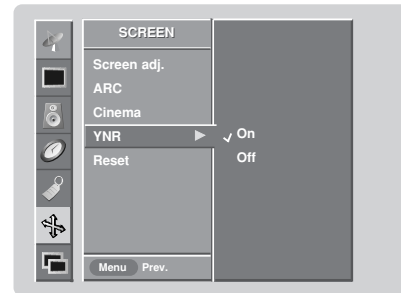 SCREEN
Screen adj.
ARC
Cinema
YNR
On
Off
Reset
Menu Prev.